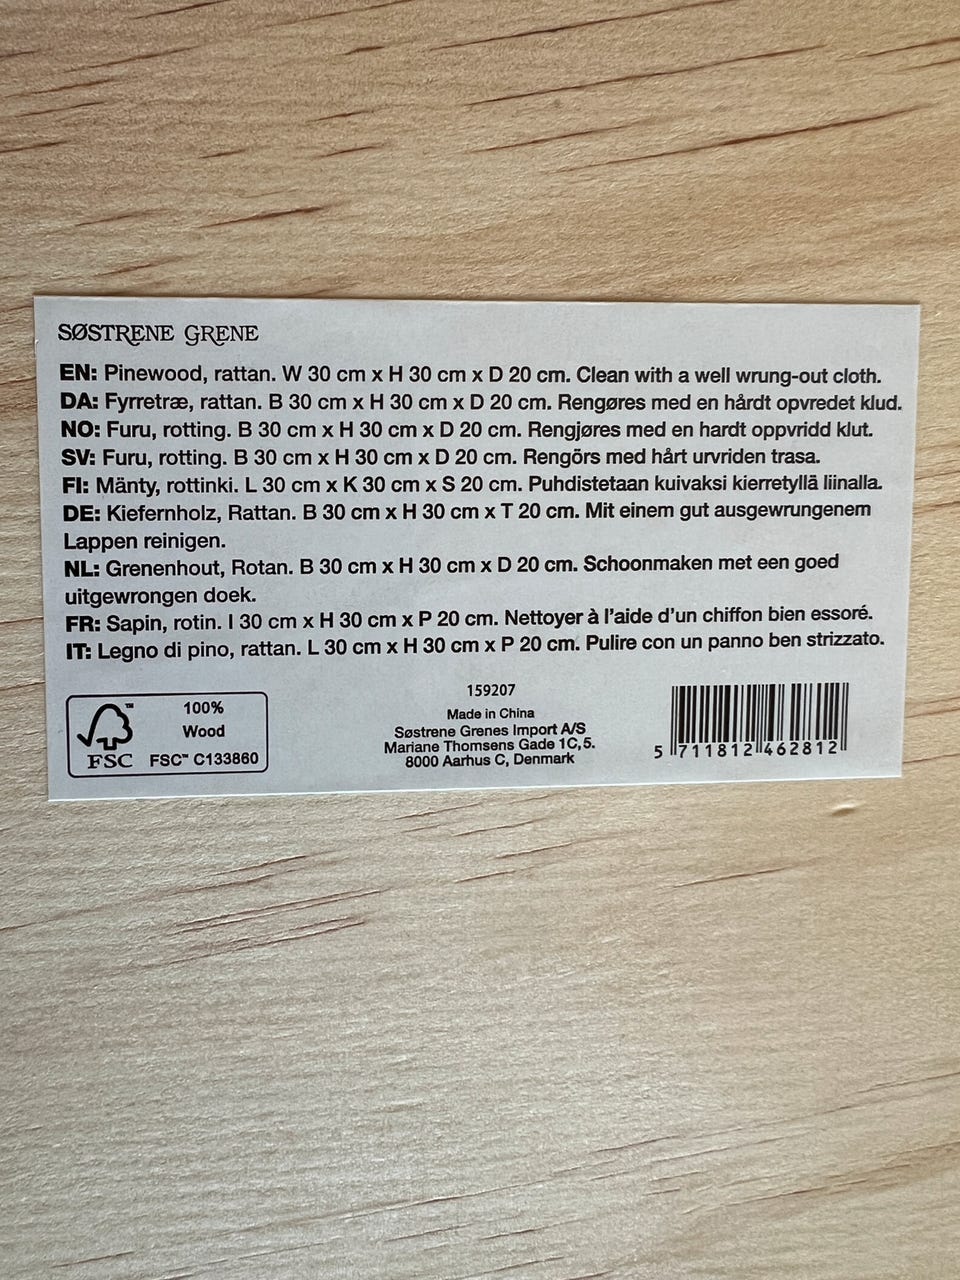 SØSTRENE GRENE
EN: Pinewood, rattan. W 30 cm x H 30 cm x D 20 cm. Clean with a well wrung-out cloth.
DA: Fyrretræ, rattan. B 30 cm x H 30 cm x D 20 cm. Rengøres med en hårdt opvredet klud.
NO: Furu, rotting. B 30 cm x H 30 cm x D 20 cm. Rengjøres med en hardt oppvridd klut.
SV: Furu, rotting. B 30 cm x H 30 cm x D 20 cm. Rengörs med hårt urvriden trasa.
FI: Mänty, rottinki. L 30 cm x K 30 cm x S 20 cm. Puhdistetaan kuivaksi kierretyllä liinalla.
DE: Kiefernholz, Rattan. B 30 cm x H 30 cm x T 20 cm. Mit einem gut ausgewrungenem
Lappen reinigen.
NL: Grenenhout, Rotan. B 30 cm x H 30 cm x D 20 cm. Schoonmaken met een goed
uitgewrongen doek.
FR: Sapin, rotin. l 30 cm x H 30 cm x P 20 cm. Nettoyer à l'aide d'un chiffon bien essoré.
IT: Legno di pino, rattan. L 30 cm x H 30 cm x P 20 cm. Pulire con un panno ben strizzato.
™
FSC
100%
Wood
FSC™ C133860
159207
Made in China
Søstrene Grenes Import A/S
Mariane Thomsens Gade 1C, 5.
8000 Aarhus C, Denmark
5 711812 462812